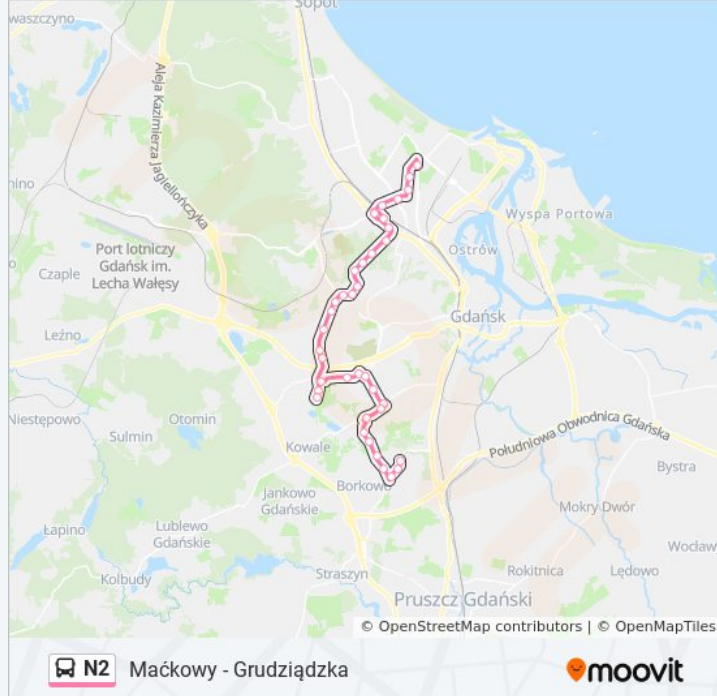 Sopot
waszczyno
Aleja Kazimierza Jagiellończyka
nino
Wyspa Portowa
Port lotniczy
Gdańsk im.
Lecha Wałęsy
Ostrów
Czaple
Gdańsk
Leźno
Niestępowo
Otomin
Sulmin
Kowale
Południowa Obwodnica Gdańska
Bystra
Jankowo
Gdańskie
Borkowo
Mokry Dwór
Łapino
Lublewo
Gdańskie
Wocław
Kolbudy
Straszyn
Rokitnica
Lędowo
Pruszcz Gdański
© OpenStreetMap contributors | © OpenMapTiles
N2
Maćkowy - Grudziądzka
moovit